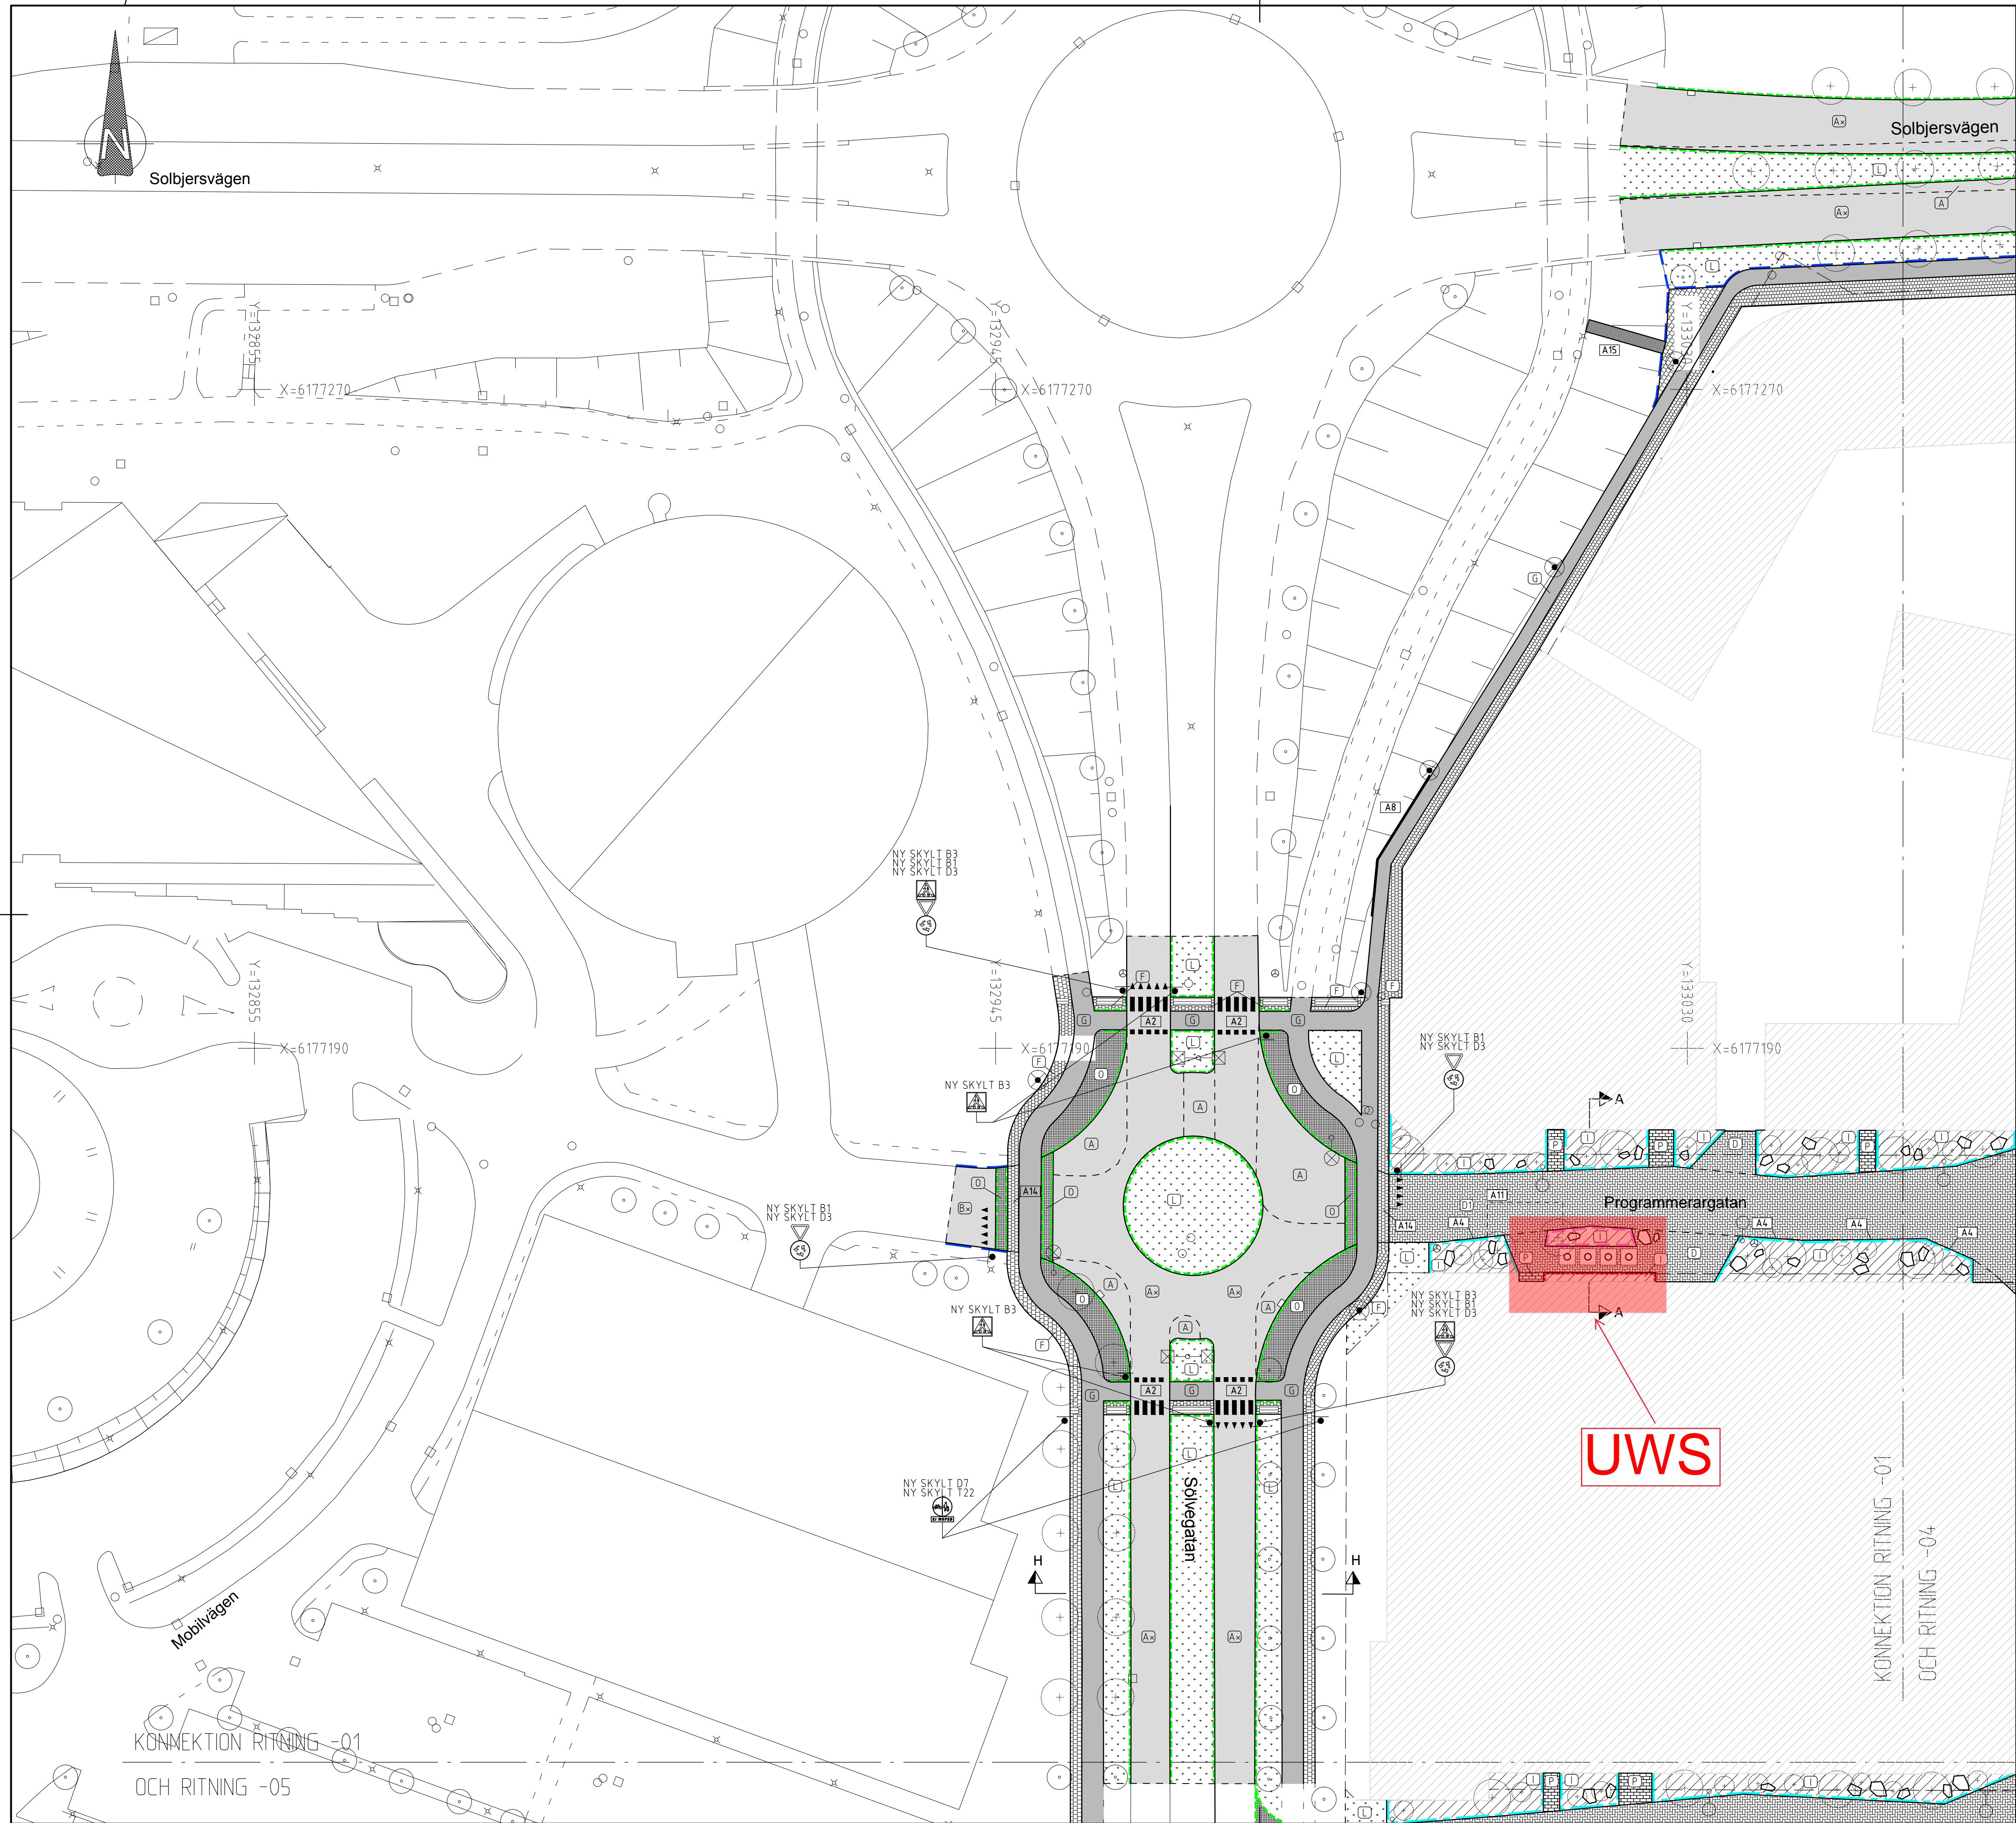 N
Solbjersvägen
Solbjersvägen
A×
L
A
A×
L
Y=132855
Y=132945
X=6177270
X=6177270
X=6177270
A15
G
A8
NY SKYLT B3
NY SKYLT B1
NY SKYLT D3
Y=132855
Y=132945
Y=133030
X=6177190
X=6177190
X=6177190
F
L
F
F
F
G
A2
G
A2
G
L
F
L
O
O
A
NY SKYLT B3
NY SKYLT B1
NY SKYLT D3
A
A
A
P
I
P
I
D
I
P
I
I
O
A14
O
B×
L
O
NY SKYLT B1
NY SKYLT D3
A11
D1
Programmerargatan
A14
A4
A4
A4
A4
L
I
I
P
I
I
D
I
A
A×
A×
A
O
O
F
NY SKYLT B3
F
A
L
NY SKYLT B3
NY SKYLT B1
NY SKYLT D3
A
G
A2
G
A2
G
UWS
L
L
L
NY SKYLT D7
NY SKYLT T22
EJ MOPED
Sölvegatan
H
H
A×
A×
Mobilvägen
KONNEKTION RITNING -01
OCH RITNING -04
KONNEKTION RITNING -01
OCH RITNING -05
I
P
I
P
I
L